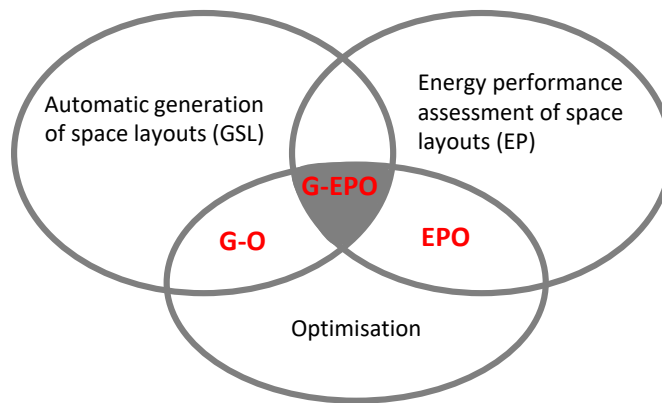 Automatic generation
of space layouts (GSL)
Energy performance
assessment of space
layouts (EP)
G-EPO
G-O
EPO
Optimisation